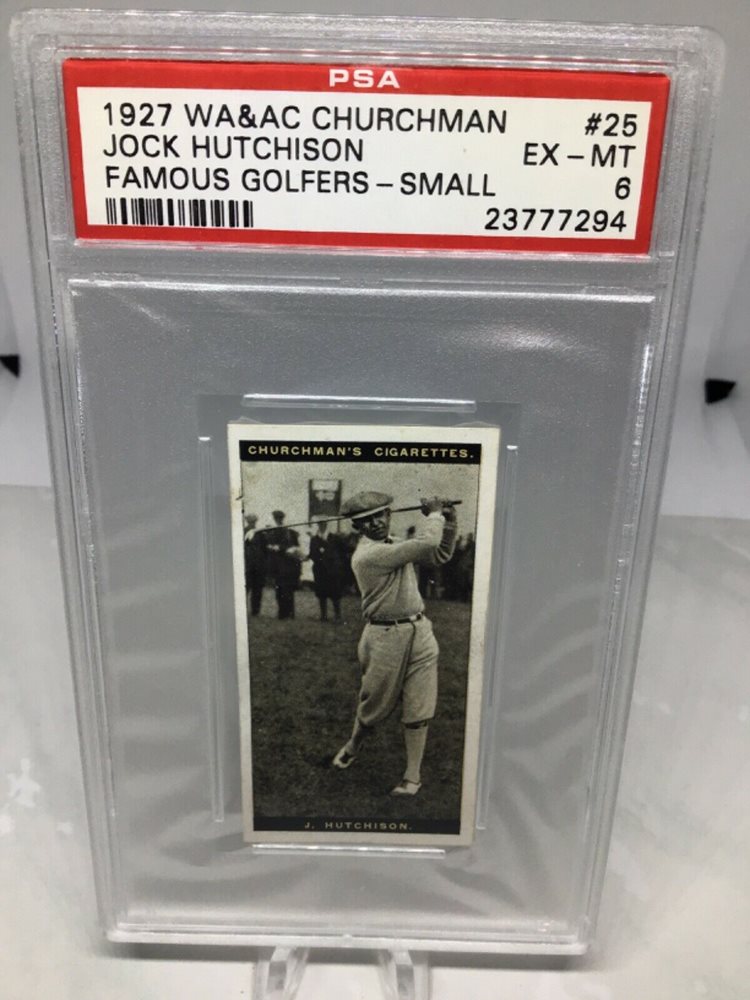 PSA
1927 WA&AC CHURCHMAN #25
JOCK HUTCHISON EX-MT
FAMOUS GOLFERS-SMALL 6
23777294
CHURCHMAN'S CIGARETTES.
J. HUTCHISON.